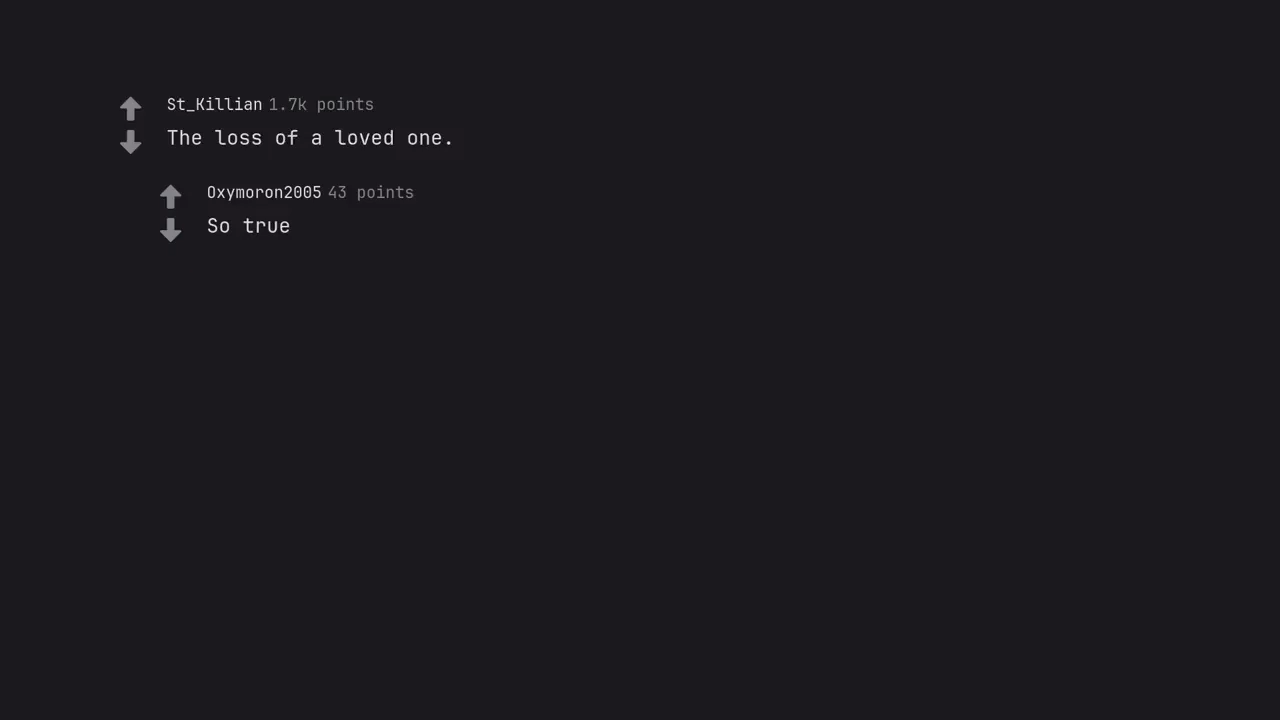 St_Killian 1.7k points
The loss of a loved one.
Oxymoron2005 43 points
So true